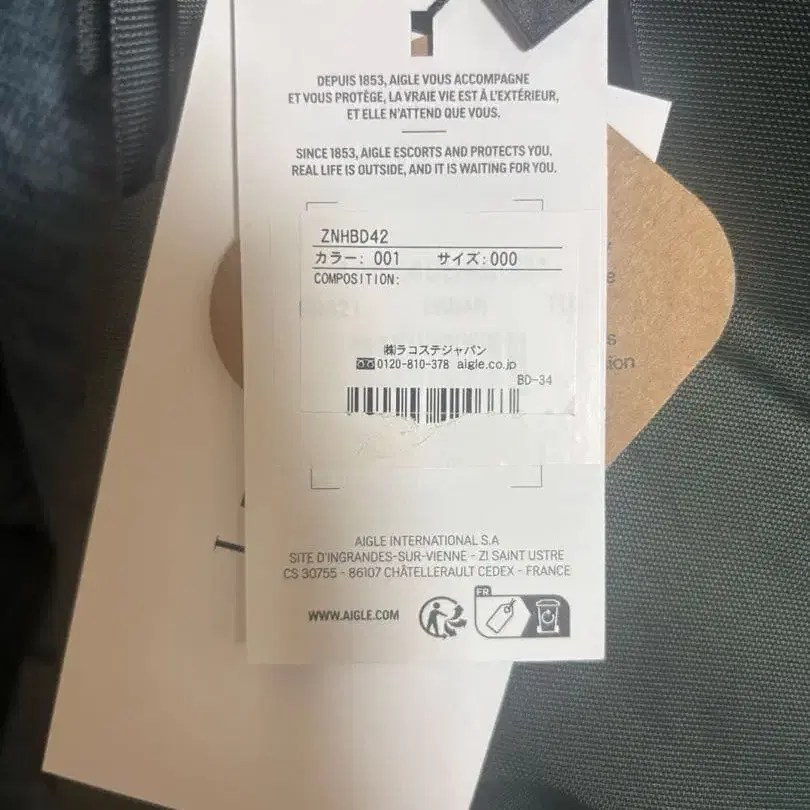 DEPUIS 1853, AIGLE VOUS ACCOMPAGNE
ET VOUS PROTÈGE, LA VRAIE VIE EST À L'EXTÉRIEUR,
ET ELLE N'ATTEND QUE VOUS.
SINCE 1853, AIGLE ESCORTS AND PROTECTS YOU,
REAL LIFE IS OUTSIDE, AND IT IS WAITING FOR YOU.
ZNHBD42
カラー: 001 サイズ:000
COMPOSITION:
㈱ラコステジャパン
0120-810-378 aigle.co.jp
BD-34
AIGLE INTERNATIONAL S.A
SITE D'INGRANDES-SUR-VIENNE - ZI SAINT USTRE
CS 30755 - 86107 CHÂTELLERAULT CEDEX - FRANCE
WWW.AIGLE.COM
FR